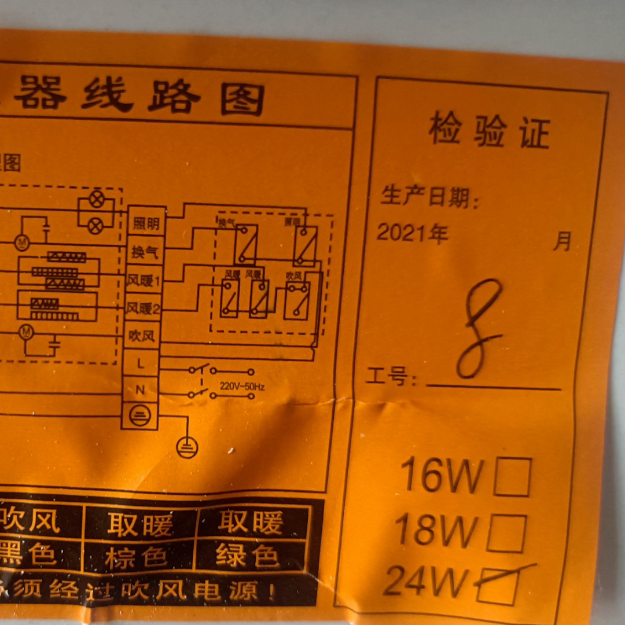 器线路图
图
照明
换气
风暖1
风暖2
吹风
L
N
换气
照明
风暖 风暖 吹风
M
M
220V~50Hz
吹风 取暖 取暖
黑色 棕色 绿色
须经过吹风电源!
检验证
生产日期:
2021年 月
8
工号:
16W
18W
24W